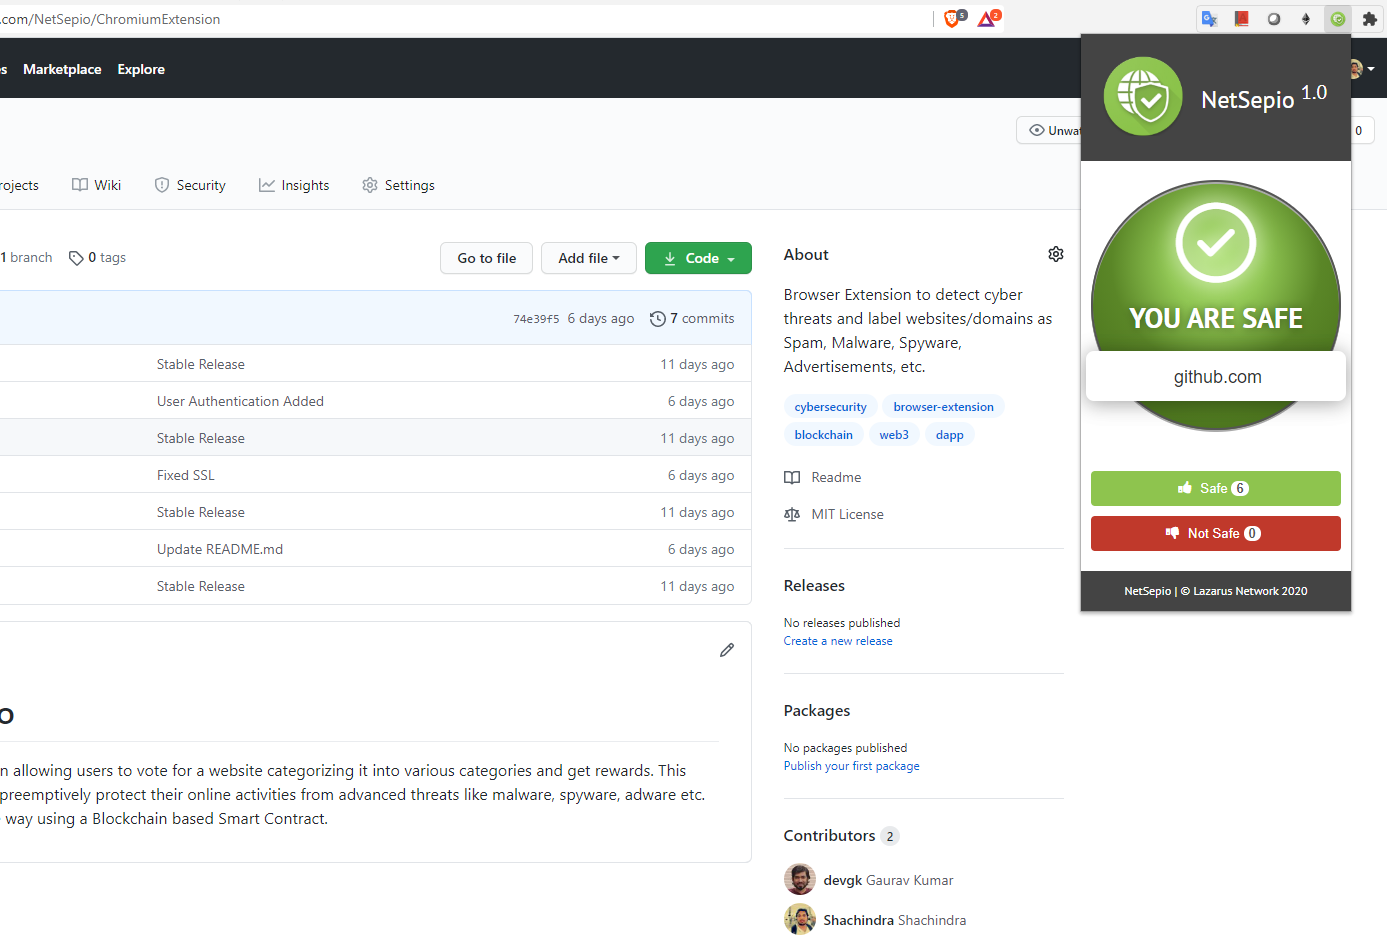 .com/NetSepio/ChromiumExtension
5
2
s Marketplace Explore
NetSepio 1.0
Unwat
0
rojects Wiki Security Insights Settings
YOU ARE SAFE
github.com
Safe 6
Not Safe 0
NetSepio | © Lazarus Network 2020
1 branch 0 tags
Go to file Add file Code
74e39f5 6 days ago 7 commits
Stable Release 11 days ago
User Authentication Added 6 days ago
Stable Release 11 days ago
Fixed SSL 6 days ago
Stable Release 11 days ago
Update README.md 6 days ago
Stable Release 11 days ago
o
n allowing users to vote for a website categorizing it into various categories and get rewards. This
preemptively protect their online activities from advanced threats like malware, spyware, adware etc.
way using a Blockchain based Smart Contract.
About
Browser Extension to detect cyber
threats and label websites/domains as
Spam, Malware, Spyware,
Advertisements, etc.
cybersecurity browser-extension
blockchain web3 dapp
Readme
MIT License
Releases
No releases published
Create a new release
Packages
No packages published
Publish your first package
Contributors 2
devgk Gaurav Kumar
Shachindra Shachindra